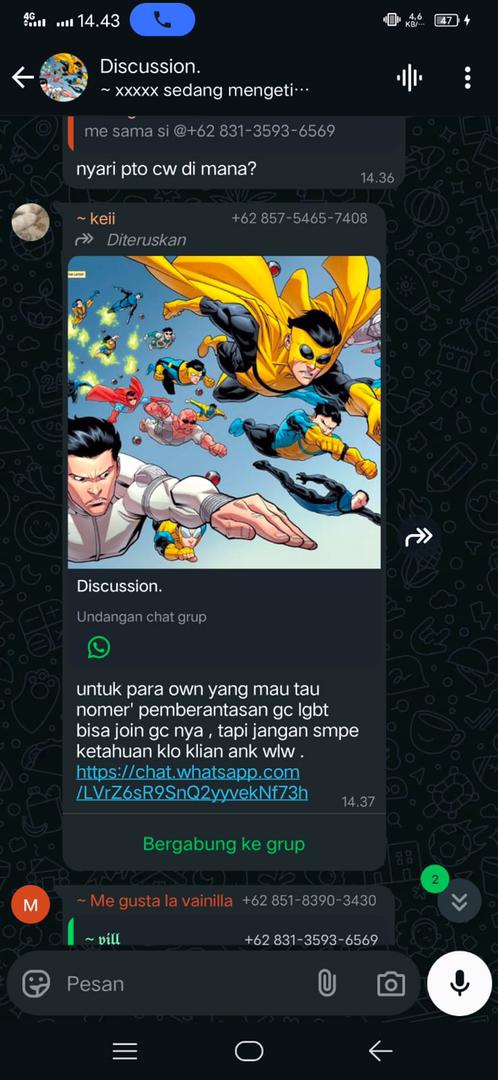 4G
14.43
4,6
KB/...
47
Discussion.
~ xxxxx sedang mengeti...
me sama si @+62 831-3593-6569
nyari pto cw di mana?
14.36
~ keii +62 857-5465-7408
Diteruskan
Discussion.
Undangan chat grup
untuk para own yang mau tau
nomer' pemberantasan gc lgbt
bisa join gc nya , tapi jangan smpe
ketahuan klo klian ank wlw .
https://chat.whatsapp.com
/LVrZ6sR9SnQ2yyvekNf73h
14.37
Bergabung ke grup
2
M
~ Me gusta la vainilla +62 851-8390-3430
~ 𝖛𝖎𝖑𝖑 +62 831-3593-6569
Pesan